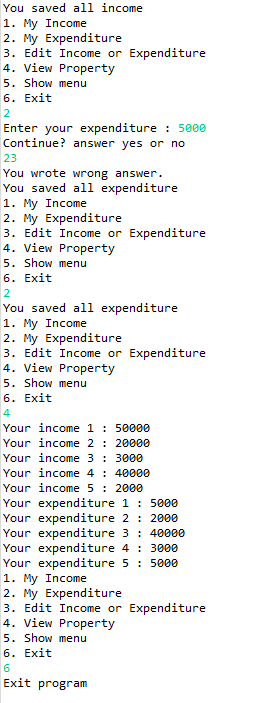 You saved all income
1. My Income
2. My Expenditure
3. Edit Income or Expenditure
4. View Property
5. Show menu
6. Exit
2
Enter your expenditure : 5000
Continue? answer yes or no
23
You wrote wrong answer.
You saved all expenditure
1. My Income
2. My Expenditure
3. Edit Income or Expenditure
4. View Property
5. Show menu
6. Exit
2
You saved all expenditure
1. My Income
2. My Expenditure
3. Edit Income or Expenditure
4. View Property
5. Show menu
6. Exit
4
Your income 1 : 50000
Your income 2 : 20000
Your income 3 : 3000
Your income 4 : 40000
Your income 5 : 2000
Your expenditure 1 : 5000
Your expenditure 2 : 2000
Your expenditure 3 : 40000
Your expenditure 4 : 3000
Your expenditure 5 : 5000
1. My Income
2. My Expenditure
3. Edit Income or Expenditure
4. View Property
5. Show menu
6. Exit
6
Exit program